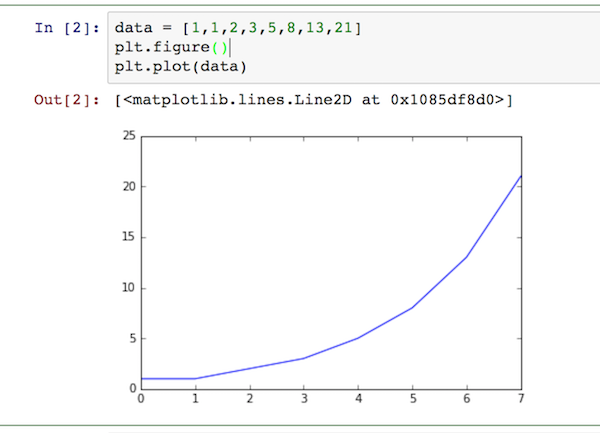 In [2]: data = [1,1,2,3,5,8,13,21]
plt.figure()
plt.plot(data)
Out[2]: [<matplotlib.lines.Line2D at 0x1085df8d0>]
25
20
15
10
5
0
0 1 2 3 4 5 6 7